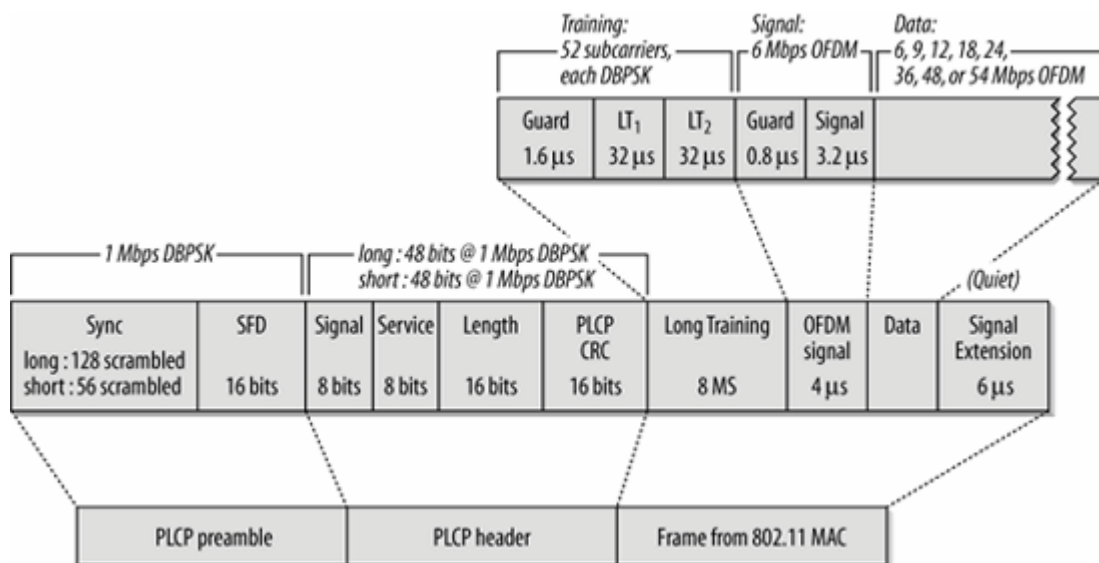 Training:
52 subcarriers,
each DBPSK
Signal:
6 Mbps OFDM
Data:
6, 9, 12, 18, 24,
36, 48, or 54 Mbps OFDM
Guard
1.6 μs
LT1
32 μs
LT2
32 μs
Guard
0.8 μs
Signal
3.2 μs
1 Mbps DBPSK
long : 48 bits @ 1 Mbps DBPSK
short : 48 bits @ 1 Mbps DBPSK
(Quiet)
Sync
long : 128 scrambled
short : 56 scrambled
SFD
16 bits
Signal
8 bits
Service
8 bits
Length
16 bits
PLCP
CRC
16 bits
Long Training
8 MS
OFDM
signal
4 μs
Data
Signal
Extension
6 μs
PLCP preamble
PLCP header
Frame from 802.11 MAC